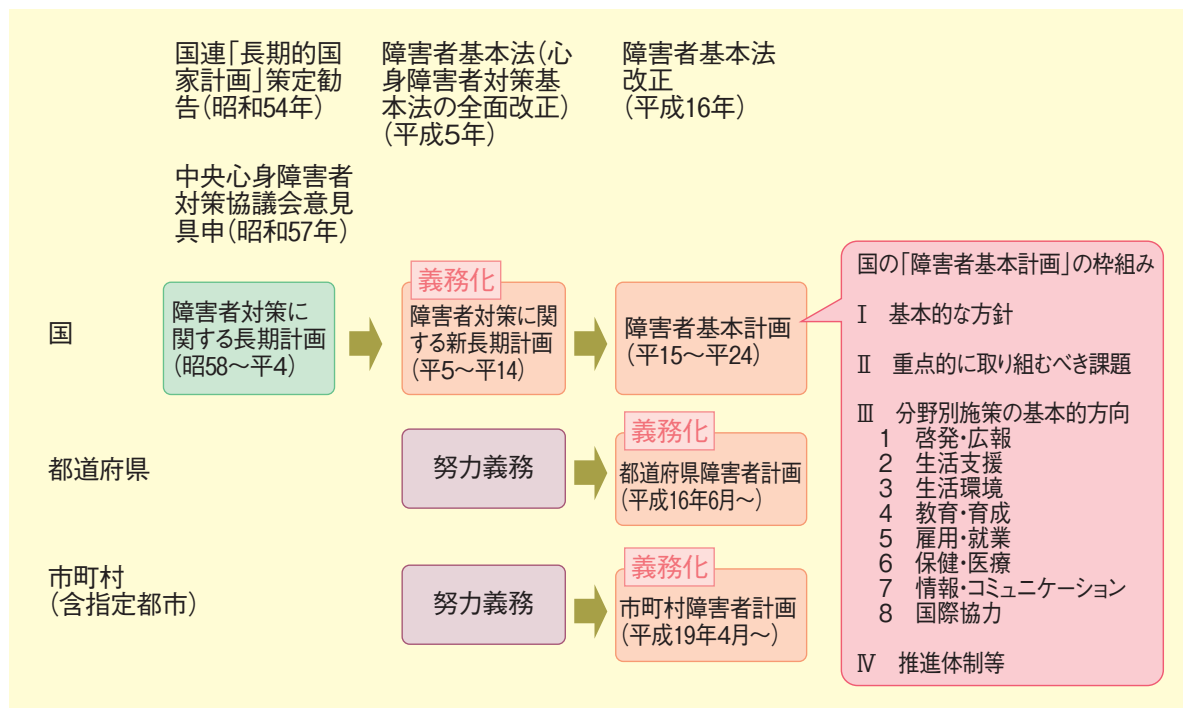 国連「長期的国
家計画」策定勧
告(昭和54年)
中央心身障害者
対策協議会意見
具申(昭和57年)
障害者基本法(心
身障害者対策基
本法の全面改正)
(平成5年)
障害者基本法
改正
(平成16年)
国
障害者対策に
関する長期計画
(昭58～平4)
義務化
障害者対策に関
する新長期計画
(平5～平14)
障害者基本計画
(平15～平24)
都道府県
努力義務
義務化
都道府県障害者計画
(平成16年6月～)
市町村
(含指定都市)
努力義務
義務化
市町村障害者計画
(平成19年4月～)
国の「障害者基本計画」の枠組み
Ⅰ 基本的な方針
Ⅱ 重点的に取り組むべき課題
Ⅲ 分野別施策の基本的方向
1 啓発・広報
2 生活支援
3 生活環境
4 教育・育成
5 雇用・就業
6 保健・医療
7 情報・コミュニケーション
8 国際協力
Ⅳ 推進体制等